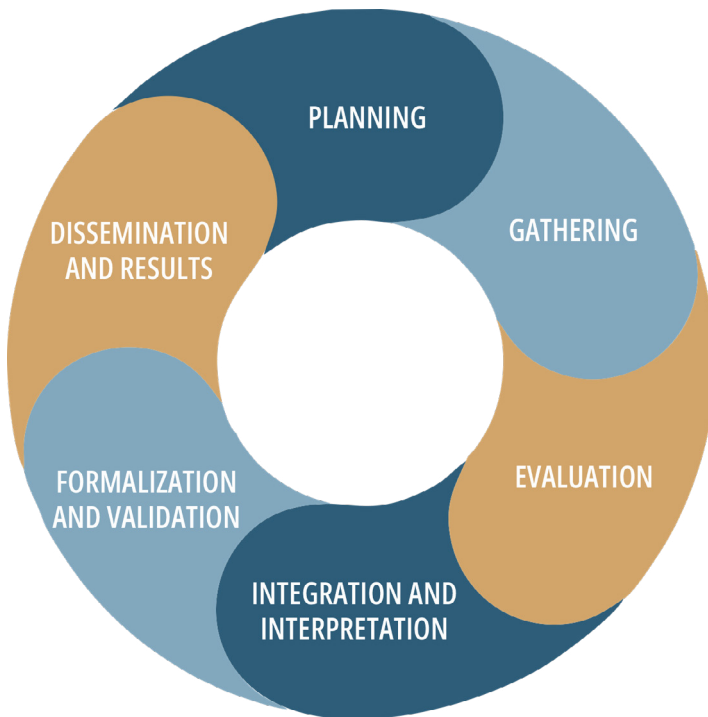 PLANNING
GATHERING
EVALUATION
INTEGRATION AND
INTERPRETATION
FORMALIZATION
AND VALIDATION
DISSEMINATION
AND RESULTS